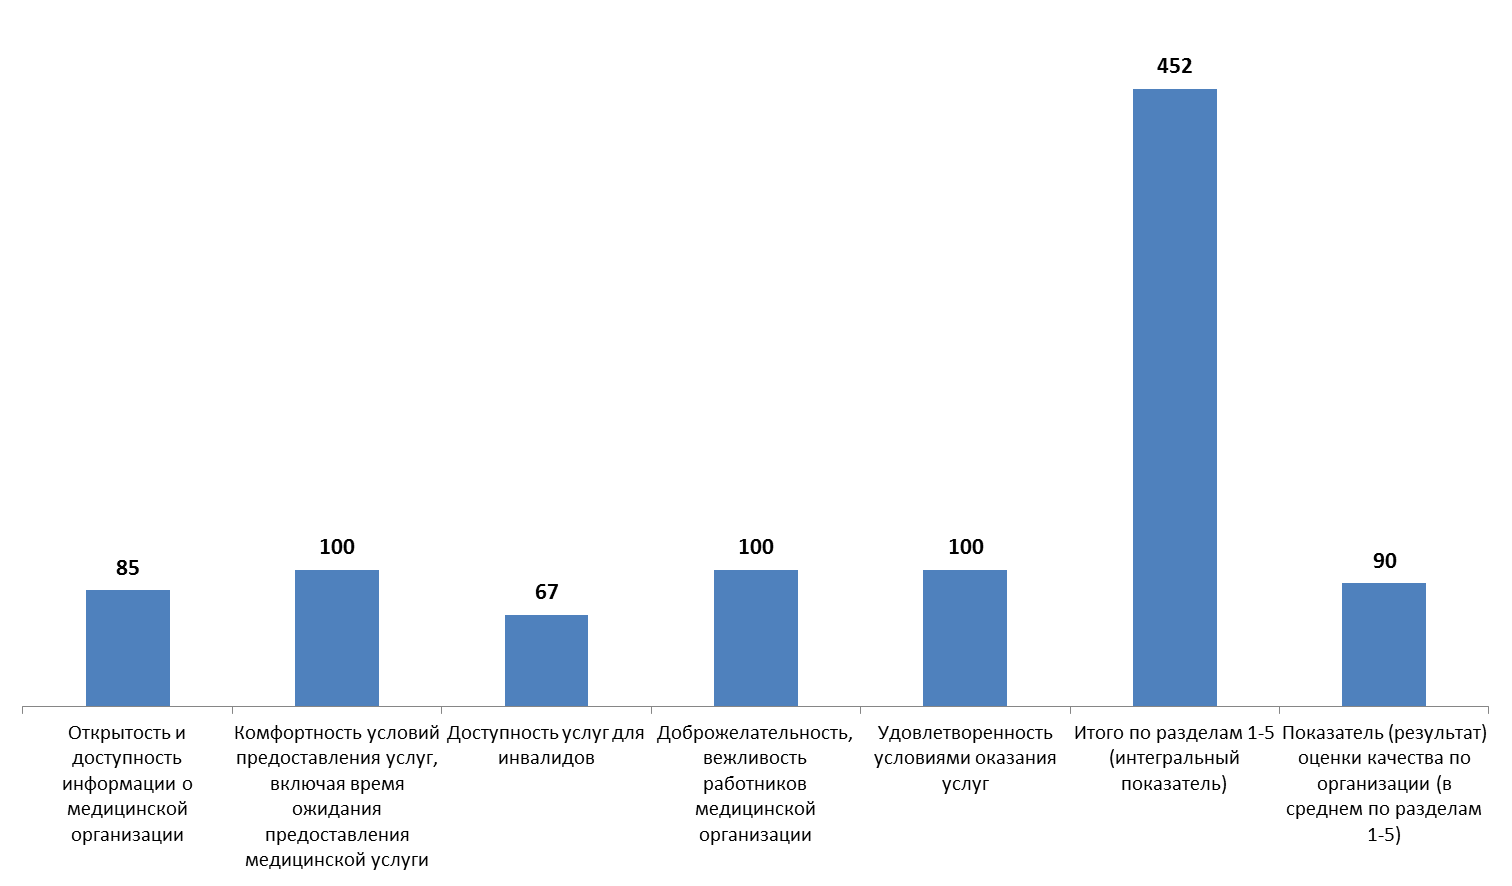 452
85
100
67
100
100
90
Открытость и
доступность
информации о
медицинской
организации
Комфортность условий
предоставления услуг,
включая время
ожидания
предоставления
медицинской услуги
Доступность услуг для
инвалидов
Доброжелательность,
вежливость
работников
медицинской
организации
Удовлетворенность
условиями оказания
услуг
Итого по разделам 1-5
(интегральный
показатель)
Показатель (результат)
оценки качества по
организации (в
среднем по разделам
1-5)